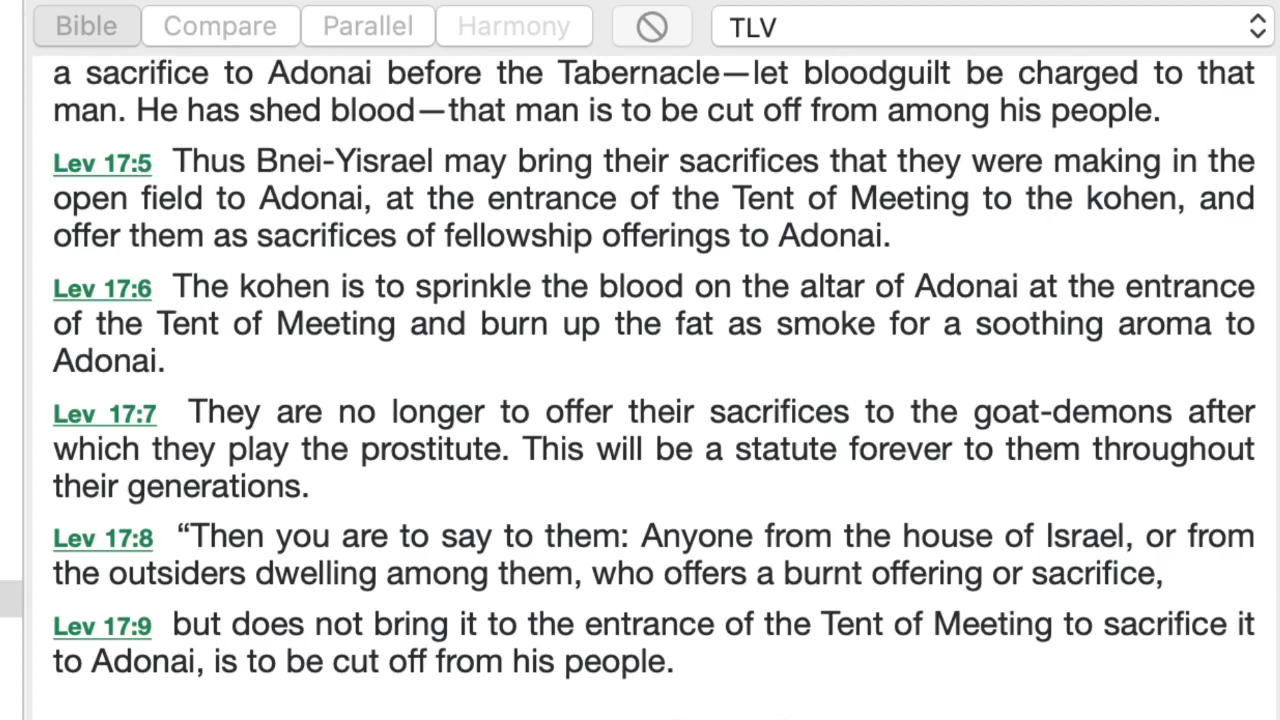 Bible Compare Parallel Harmony TLV
a sacrifice to Adonai before the Tabernacle—let bloodguilt be charged to that
man. He has shed blood—that man is to be cut off from among his people.
Lev 17:5 Thus Bnei-Yisrael may bring their sacrifices that they were making in the
open field to Adonai, at the entrance of the Tent of Meeting to the kohen, and
offer them as sacrifices of fellowship offerings to Adonai.
Lev 17:6 The kohen is to sprinkle the blood on the altar of Adonai at the entrance
of the Tent of Meeting and burn up the fat as smoke for a soothing aroma to
Adonai.
Lev 17:7 They are no longer to offer their sacrifices to the goat-demons after
which they play the prostitute. This will be a statute forever to them throughout
their generations.
Lev 17:8 “Then you are to say to them: Anyone from the house of Israel, or from
the outsiders dwelling among them, who offers a burnt offering or sacrifice,
Lev 17:9 but does not bring it to the entrance of the Tent of Meeting to sacrifice it
to Adonai, is to be cut off from his people.